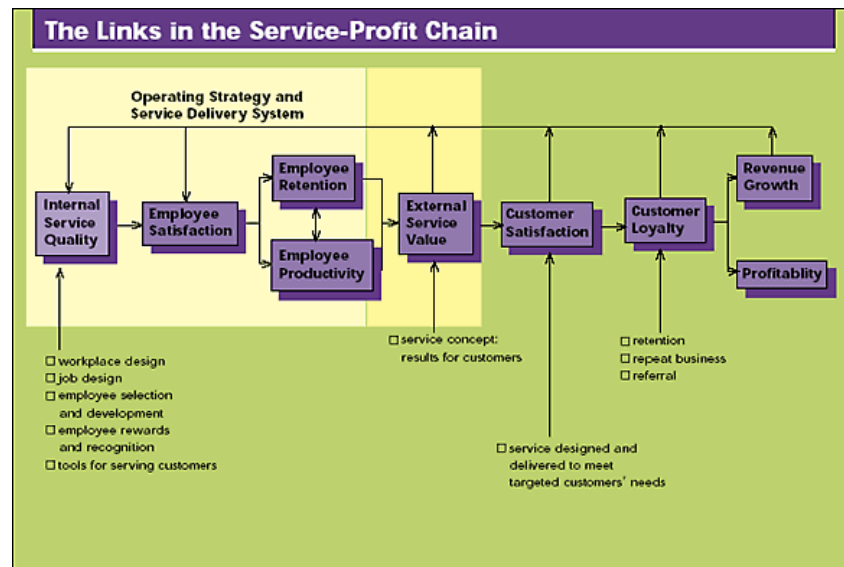 The Links in the Service-Profit Chain
Operating Strategy and
Service Delivery System
Internal
Service
Quality
Employee
Satisfaction
Employee
Retention
Employee
Productivity
External
Service
Value
Customer
Satisfaction
Customer
Loyalty
Revenue
Growth
Profitablity
☐ workplace design
☐ job design
☐ employee selection
and development
☐ employee rewards
and recognition
☐ tools for serving customers
☐ service concept:
results for customers
☐ service designed and
delivered to meet
targeted customers' needs
☐ retention
☐ repeat business
☐ referral